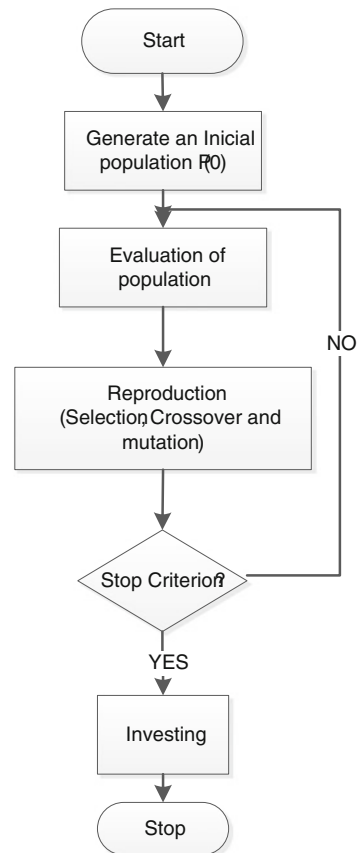 Start
Generate an Inicial
population P(0)
Evaluation of
population
NO
Reproduction
(Selection, Crossover and
mutation)
Stop Criterion?
YES
Investing
Stop